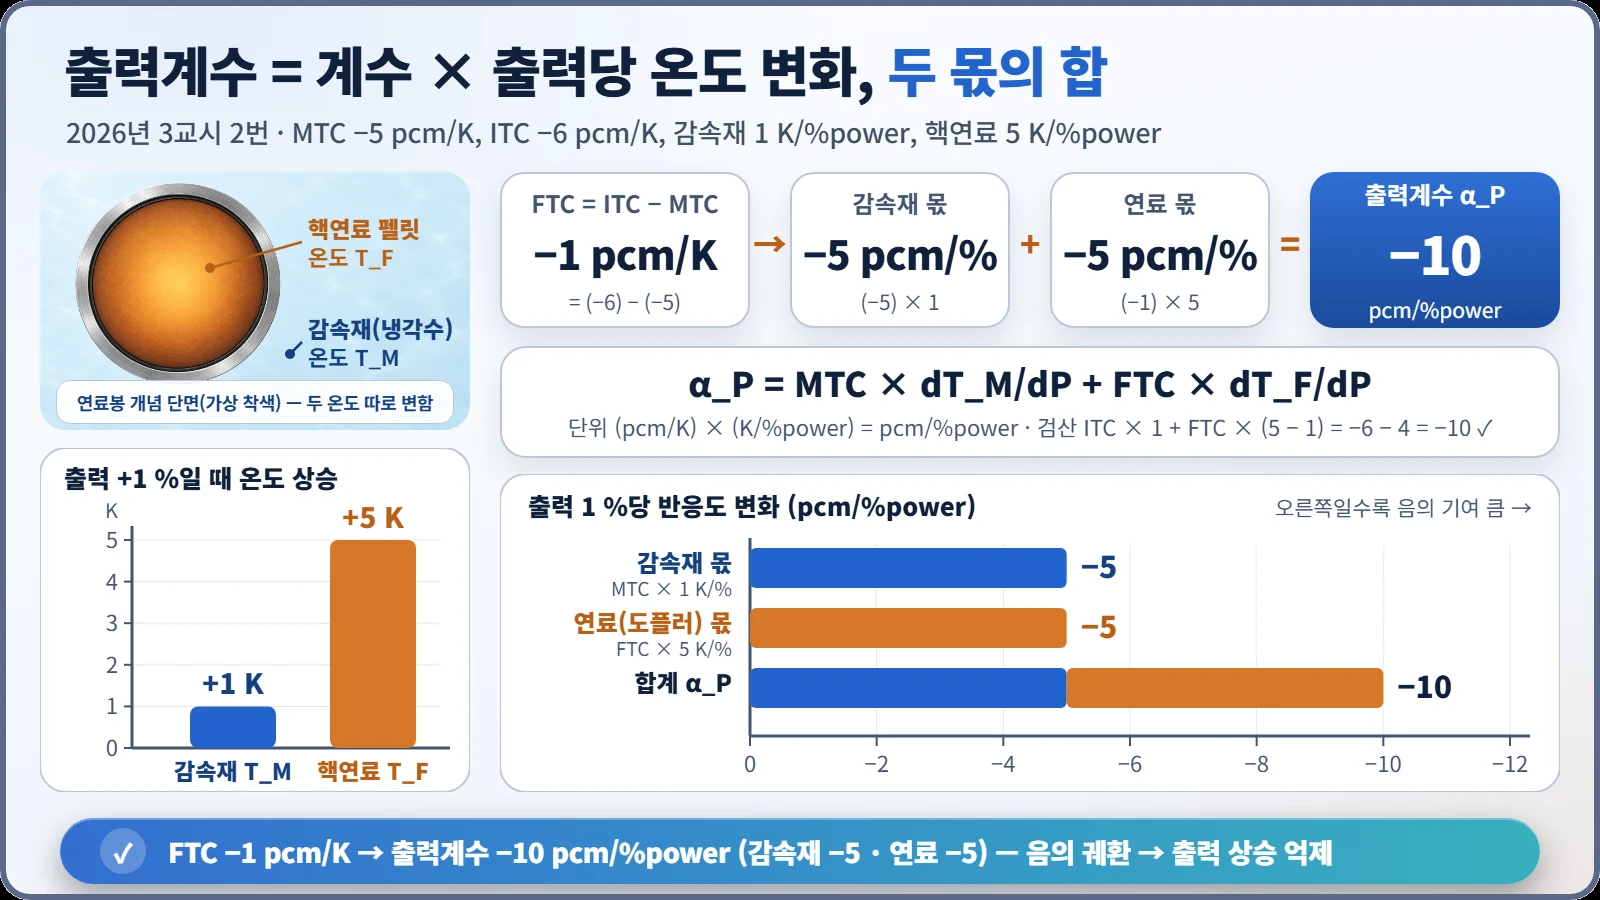 출력계수 = 계수 × 출력당 온도 변화, 두 몫의 합
2026년 3교시 2번 · MTC −5 pcm/K, ITC −6 pcm/K, 감속재 1 K/%power, 핵연료 5 K/%power
핵연료 펠릿
온도 T_F
감속재(냉각수)
온도 T_M
연료봉 개념 단면(가상 착색) — 두 온도 따로 변함
FTC = ITC − MTC
−1 pcm/K
= (−6) − (−5)
→
감속재 몫
−5 pcm/%
(−5) × 1
+
연료 몫
−5 pcm/%
(−1) × 5
=
출력계수 α_P
−10
pcm/%power
α_P = MTC × dT_M/dP + FTC × dT_F/dP
단위 (pcm/K) × (K/%power) = pcm/%power · 검산 ITC × 1 + FTC × (5 − 1) = −6 − 4 = −10 ✓
출력 +1 %일 때 온도 상승
K
5
4
3
2
1
0
+1 K
+5 K
감속재 T_M
핵연료 T_F
출력 1 %당 반응도 변화 (pcm/%power)
오른쪽일수록 음의 기여 큼 →
감속재 몫
MTC × 1 K/%
−5
연료(도플러) 몫
FTC × 5 K/%
−5
합계 α_P
−10
0 −2 −4 −6 −8 −10 −12
✓ FTC −1 pcm/K → 출력계수 −10 pcm/%power (감속재 −5 · 연료 −5) — 음의 궤환 → 출력 상승 억제